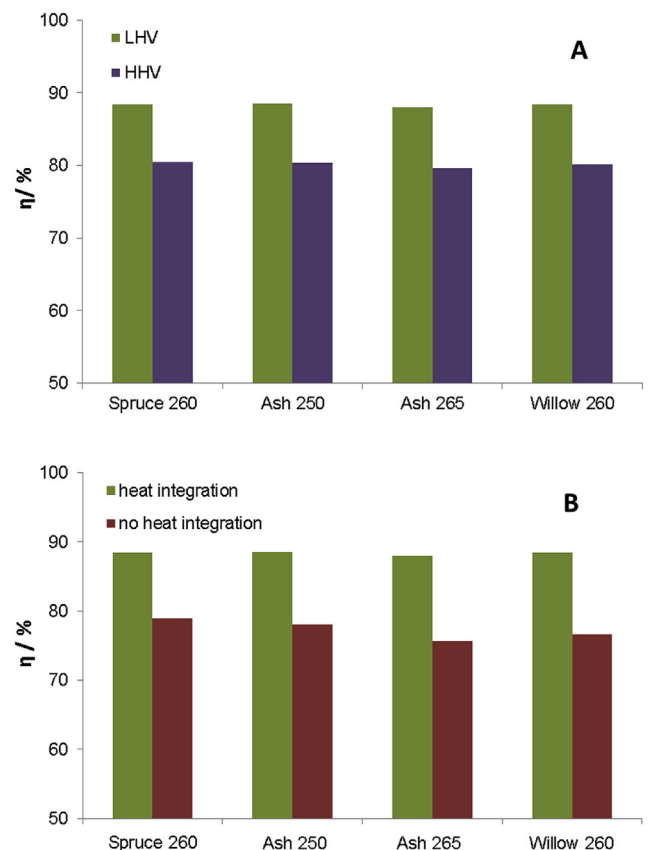 100
LHV
A
HHV
90
80
η/ %
70
60
50
Spruce 260
Ash 250
Ash 265
Willow 260
100
heat integration
B
no heat integration
90
80
η / %
70
60
50
Spruce 260
Ash 250
Ash 265
Willow 260